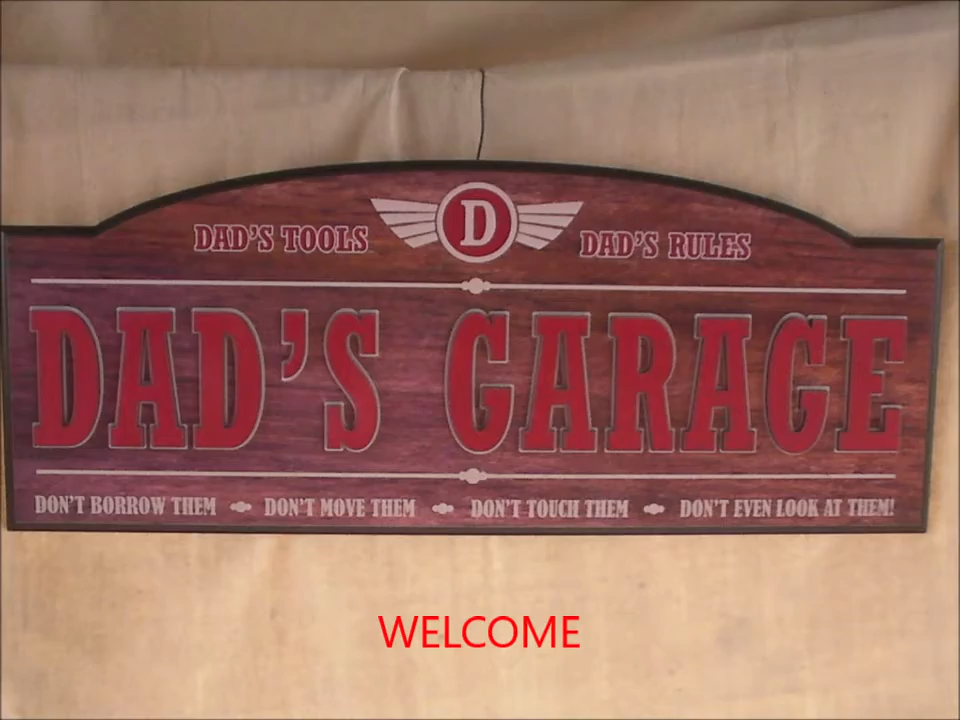 DAD'S TOOLS D DAD'S RULES
DAD'S GARAGE
DON'T BORROW THEM DON'T MOVE THEM DON'T TOUCH THEM DON'T EVEN LOOK AT THEM!
WELCOME